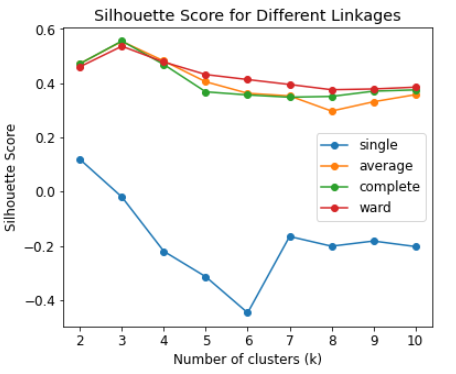 Silhouette Score for Different Linkages
Silhouette Score
0.6
0.4
0.2
0.0
−0.2
−0.4
single
average
complete
ward
2 3 4 5 6 7 8 9 10
Number of clusters (k)